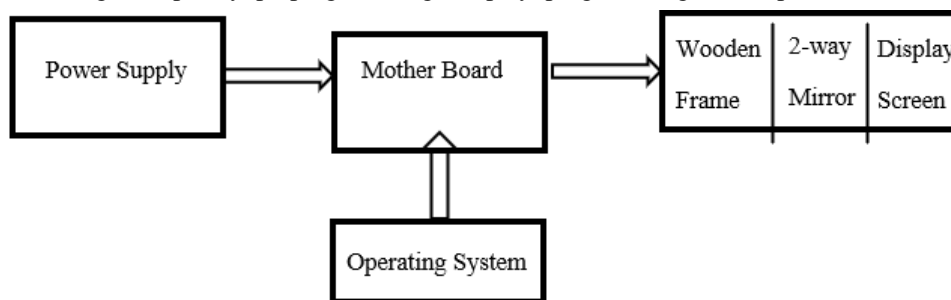 Power Supply
Mother Board
Wooden 2-way Display
Frame Mirror Screen
Operating System